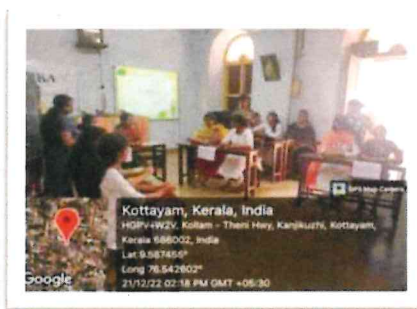 KA
GPS Map Camera
Kottayam, Kerala, India
HGPV+W2V, Kollam - Theni Hwy, Kanjikuzhi, Kottayam,
Kerala 686002, India
Lat 9.587455°
Long 76.542602°
21/12/22 02:18 PM GMT +05:30
Google